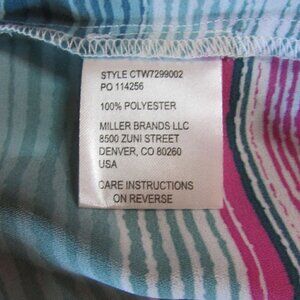 STYLE CTW7299002
PO 114256
100% POLYESTER
MILLER BRANDS LLC
8500 ZUNI STREET
DENVER, CO 80260
USA
CARE INSTRUCTIONS
ON REVERSE